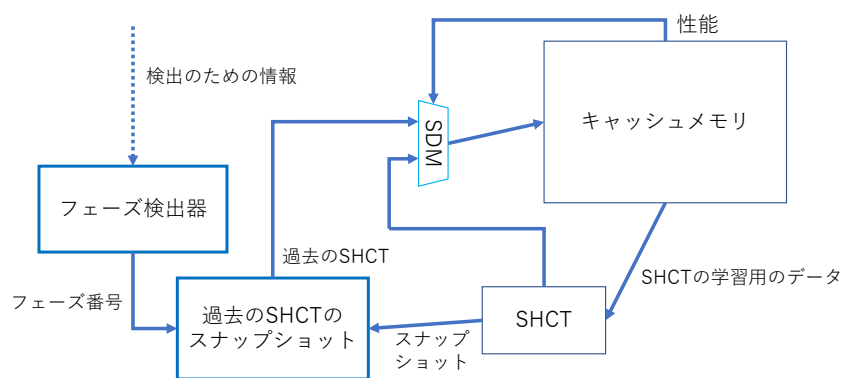 性能
検出のための情報
SDM
キャッシュメモリ
フェーズ検出器
過去のSHCT
SHCTの学習用のデータ
フェーズ番号
過去のSHCTの
スナップショット
スナップ
ショット
SHCT